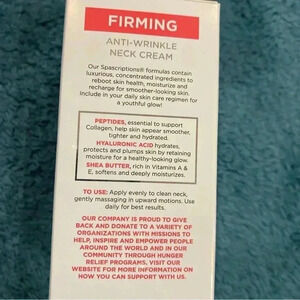 FIRMING
ANTI-WRINKLE
NECK CREAM
Our Spascriptions® formulas contain
luxurious, concentrated ingredients to
reboot skin health, moisturize and
recharge for smoother-looking skin.
Include in your daily skin care regimen for
a youthful glow!
PEPTIDES, essential to support
Collagen, help skin appear smoother,
tighter and hydrated.
HYALURONIC ACID hydrates,
protects and plumps skin by retaining
moisture for a healthy-looking glow.
SHEA BUTTER, rich in Vitamins A &
E, softens and deeply moisturizes.
TO USE: Apply evenly to clean neck,
gently massaging in upward motions. Use
daily for best results.
OUR COMPANY IS PROUD TO GIVE
BACK AND DONATE TO A VARIETY OF
ORGANIZATIONS WITH MISSIONS TO
HELP, INSPIRE AND EMPOWER PEOPLE
AROUND THE WORLD AND IN OUR
COMMUNITY THROUGH HUNGER
RELIEF PROGRAMS. VISIT OUR
WEBSITE FOR MORE INFORMATION ON
HOW YOU CAN SUPPORT WITH US.